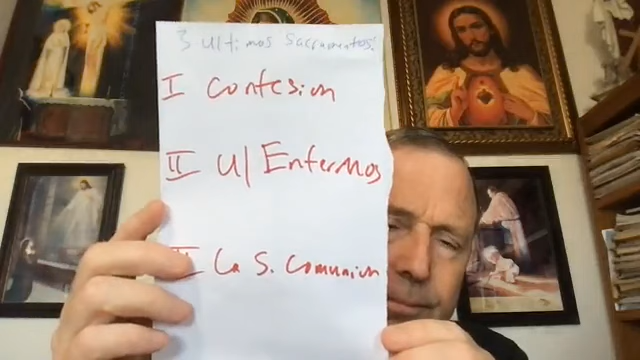 3 Ultimos Sacramentos:
I Confesion
II U/Enfermos
III La S. Comunion